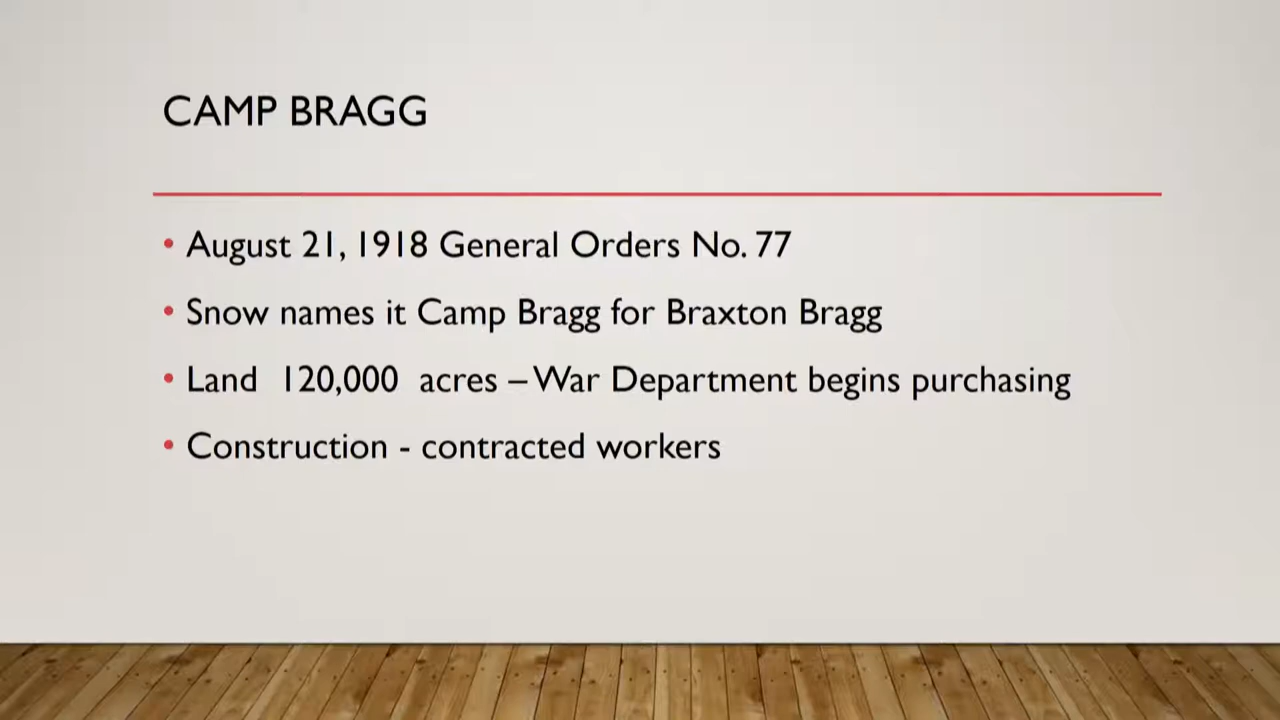 CAMP BRAGG
• August 21, 1918 General Orders No. 77
• Snow names it Camp Bragg for Braxton Bragg
• Land 120,000 acres – War Department begins purchasing
• Construction - contracted workers